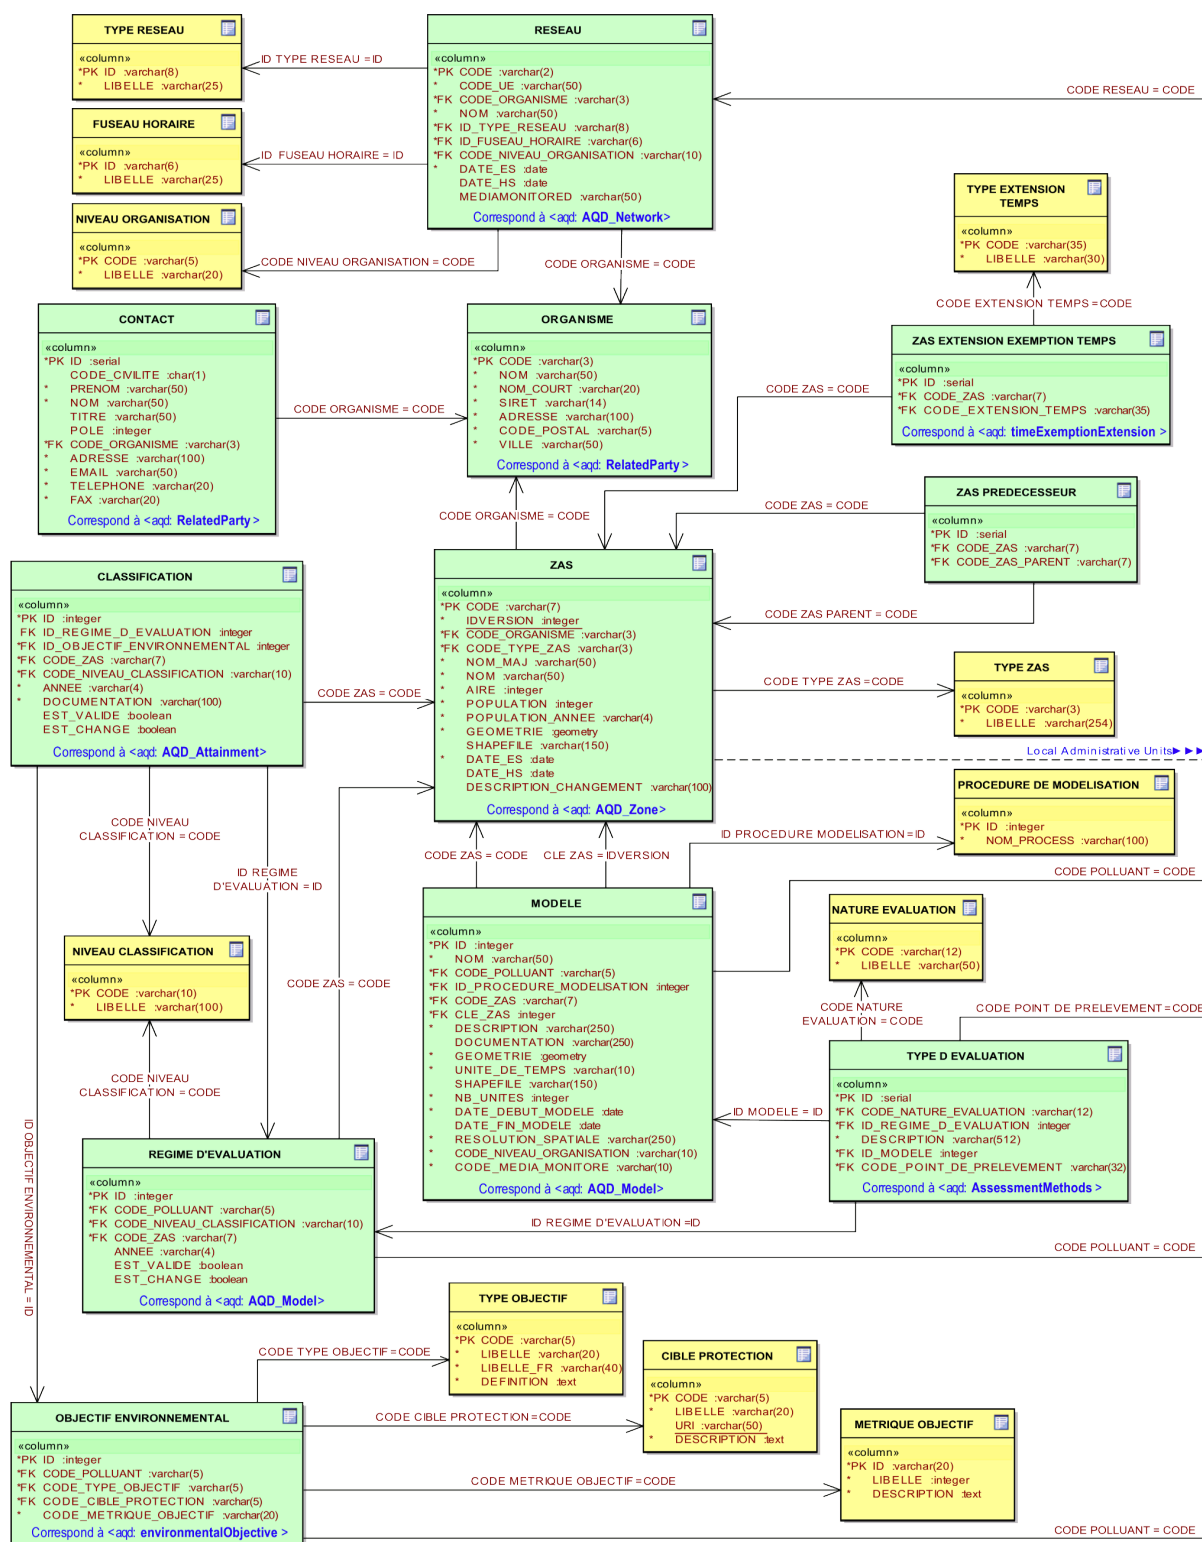 TYPE RESEAU
«column»
*PK ID :varchar(8)
* LIBELLE :varchar(25)
ID TYPE RESEAU =ID
RESEAU
«column»
*PK CODE :varchar(2)
* CODE_UE :varchar(50)
*FK CODE_ORGANISME :varchar(3)
* NOM :varchar(50)
*FK ID_TYPE_RESEAU :varchar(8)
*FK ID_FUSEAU_HORAIRE :varchar(6)
*FK CODE_NIVEAU_ORGANISATION :varchar(10)
* DATE_ES :date
DATE_HS :date
MEDIAMONITORED :varchar(50)
Correspond à <aqd: AQD_Network>
CODE RESEAU = CODE
FUSEAU HORAIRE
«column»
*PK ID :varchar(6)
* LIBELLE :varchar(25)
ID FUSEAU HORAIRE = ID
NIVEAU ORGANISATION
«column»
*PK CODE :varchar(5)
* LIBELLE :varchar(20)
CODE NIVEAU ORGANISATION = CODE
CODE ORGANISME = CODE
TYPE EXTENSION
TEMPS
«column»
*PK CODE :varchar(35)
* LIBELLE :varchar(30)
CODE EXTENSION TEMPS =CODE
CONTACT
«column»
*PK ID :serial
CODE_CIVILITE :char(1)
* PRENOM :varchar(50)
* NOM :varchar(50)
TITRE :varchar(50)
POLE :integer
*FK CODE_ORGANISME :varchar(3)
* ADRESSE :varchar(100)
* EMAIL :varchar(50)
* TELEPHONE :varchar(20)
* FAX :varchar(20)
Correspond à <aqd: RelatedParty>
CODE ORGANISME = CODE
ORGANISME
«column»
*PK CODE :varchar(3)
* NOM :varchar(50)
* NOM_COURT :varchar(20)
* SIRET :varchar(14)
* ADRESSE :varchar(100)
* CODE_POSTAL :varchar(5)
* VILLE :varchar(50)
Correspond à <aqd: RelatedParty>
ZAS EXTENSION EXEMPTION TEMPS
«column»
*PK ID :serial
*FK CODE_ZAS :varchar(7)
*FK CODE_EXTENSION_TEMPS :varchar(35)
Correspond à <aqd: timeExemptionExtension >
CODE ZAS = CODE
ZAS PREDECESSEUR
«column»
*PK ID :serial
*FK CODE_ZAS :varchar(7)
*FK CODE_ZAS_PARENT :varchar(7)
CODE ZAS = CODE
CODE ZAS PARENT = CODE
CODE ORGANISME = CODE
CLASSIFICATION
«column»
*PK ID :integer
FK ID_REGIME_D_EVALUATION :integer
*FK ID_OBJECTIF_ENVIRONNEMENTAL :integer
*FK CODE_ZAS :varchar(7)
*FK CODE_NIVEAU_CLASSIFICATION :varchar(10)
* ANNEE :varchar(4)
* DOCUMENTATION :varchar(100)
EST_VALIDE :boolean
EST_CHANGE :boolean
Correspond à <aqd: AQD_Attainment>
CODE ZAS = CODE
ZAS
«column»
*PK CODE :varchar(7)
* IDVERSION :integer
*FK CODE_ORGANISME :varchar(3)
*FK CODE_TYPE_ZAS :varchar(3)
* NOM_MAJ :varchar(50)
* NOM :varchar(50)
* AIRE :integer
* POPULATION :integer
* POPULATION_ANNEE :varchar(4)
* GEOMETRIE :geometry
SHAPEFILE :varchar(150)
* DATE_ES :date
DATE_HS :date
DESCRIPTION_CHANGEMENT :varchar(100)
Correspond à <aqd: AQD_Zone>
CODE TYPE ZAS =CODE
TYPE ZAS
«column»
*PK CODE :varchar(3)
* LIBELLE :varchar(254)
Local Administrative Units►►►
PROCEDURE DE MODELISATION
«column»
*PK ID :integer
* NOM_PROCESS :varchar(100)
ID PROCEDURE MODELISATION=ID
CODE NIVEAU
CLASSIFICATION = CODE
ID REGIME
D'EVALUATION = ID
CODE ZAS = CODE
CLE ZAS = IDVERSION
CODE POLLUANT = CODE
MODELE
«column»
*PK ID :integer
* NOM :varchar(50)
*FK CODE_POLLUANT :varchar(5)
*FK ID_PROCEDURE_MODELISATION :integer
*FK CODE_ZAS :varchar(7)
*FK CLE_ZAS :integer
* DESCRIPTION :varchar(250)
DOCUMENTATION :varchar(250)
* GEOMETRIE :geometry
* UNITE_DE_TEMPS :varchar(10)
SHAPEFILE :varchar(150)
* NB_UNITES :integer
* DATE_DEBUT_MODELE :date
DATE_FIN_MODELE :date
* RESOLUTION_SPATIALE :varchar(250)
* CODE_NIVEAU_ORGANISATION :varchar(10)
* CODE_MEDIA_MONITORE :varchar(10)
Correspond à <aqd: AQD_Model>
NATURE EVALUATION
«column»
*PK CODE :varchar(12)
* LIBELLE :varchar(50)
CODE NATURE
EVALUATION = CODE
CODE POINT DE PRELEVEMENT =CODE
NIVEAU CLASSIFICATION
«column»
*PK CODE :varchar(10)
* LIBELLE :varchar(100)
CODE ZAS = CODE
CODE NIVEAU
CLASSIFICATION = CODE
TYPE D EVALUATION
«column»
*PK ID :serial
*FK CODE_NATURE_EVALUATION :varchar(12)
*FK ID_REGIME_D_EVALUATION :integer
* DESCRIPTION :varchar(512)
*FK ID_MODELE :integer
*FK CODE_POINT_DE_PRELEVEMENT :varchar(32)
Correspond à <aqd: AssessmentMethods >
ID MODELE = ID
ID REGIME D'EVALUATION =ID
CODE POLLUANT = CODE
REGIME D'EVALUATION
«column»
*PK ID :integer
*FK CODE_POLLUANT :varchar(5)
*FK CODE_NIVEAU_CLASSIFICATION :varchar(10)
*FK CODE_ZAS :varchar(7)
ANNEE :varchar(4)
EST_VALIDE :boolean
EST_CHANGE :boolean
Correspond à <aqd: AQD_Model>
ID OBJECTIF ENVIRONNEMENTAL = ID
TYPE OBJECTIF
«column»
*PK CODE :varchar(5)
* LIBELLE :varchar(20)
* LIBELLE_FR :varchar(40)
* DEFINITION :text
CODE TYPE OBJECTIF=CODE
CIBLE PROTECTION
«column»
*PK CODE :varchar(5)
* LIBELLE :varchar(20)
URI :varchar(50)
* DESCRIPTION :text
CODE CIBLE PROTECTION=CODE
OBJECTIF ENVIRONNEMENTAL
«column»
*PK ID :integer
*FK CODE_POLLUANT :varchar(5)
*FK CODE_TYPE_OBJECTIF :varchar(5)
*FK CODE_CIBLE_PROTECTION :varchar(5)
* CODE_METRIQUE_OBJECTIF :varchar(20)
Correspond à <aqd: environmentalObjective >
CODE METRIQUE OBJECTIF=CODE
METRIQUE OBJECTIF
«column»
*PK ID :varchar(20)
* LIBELLE :integer
* DESCRIPTION :text
CODE POLLUANT = CODE